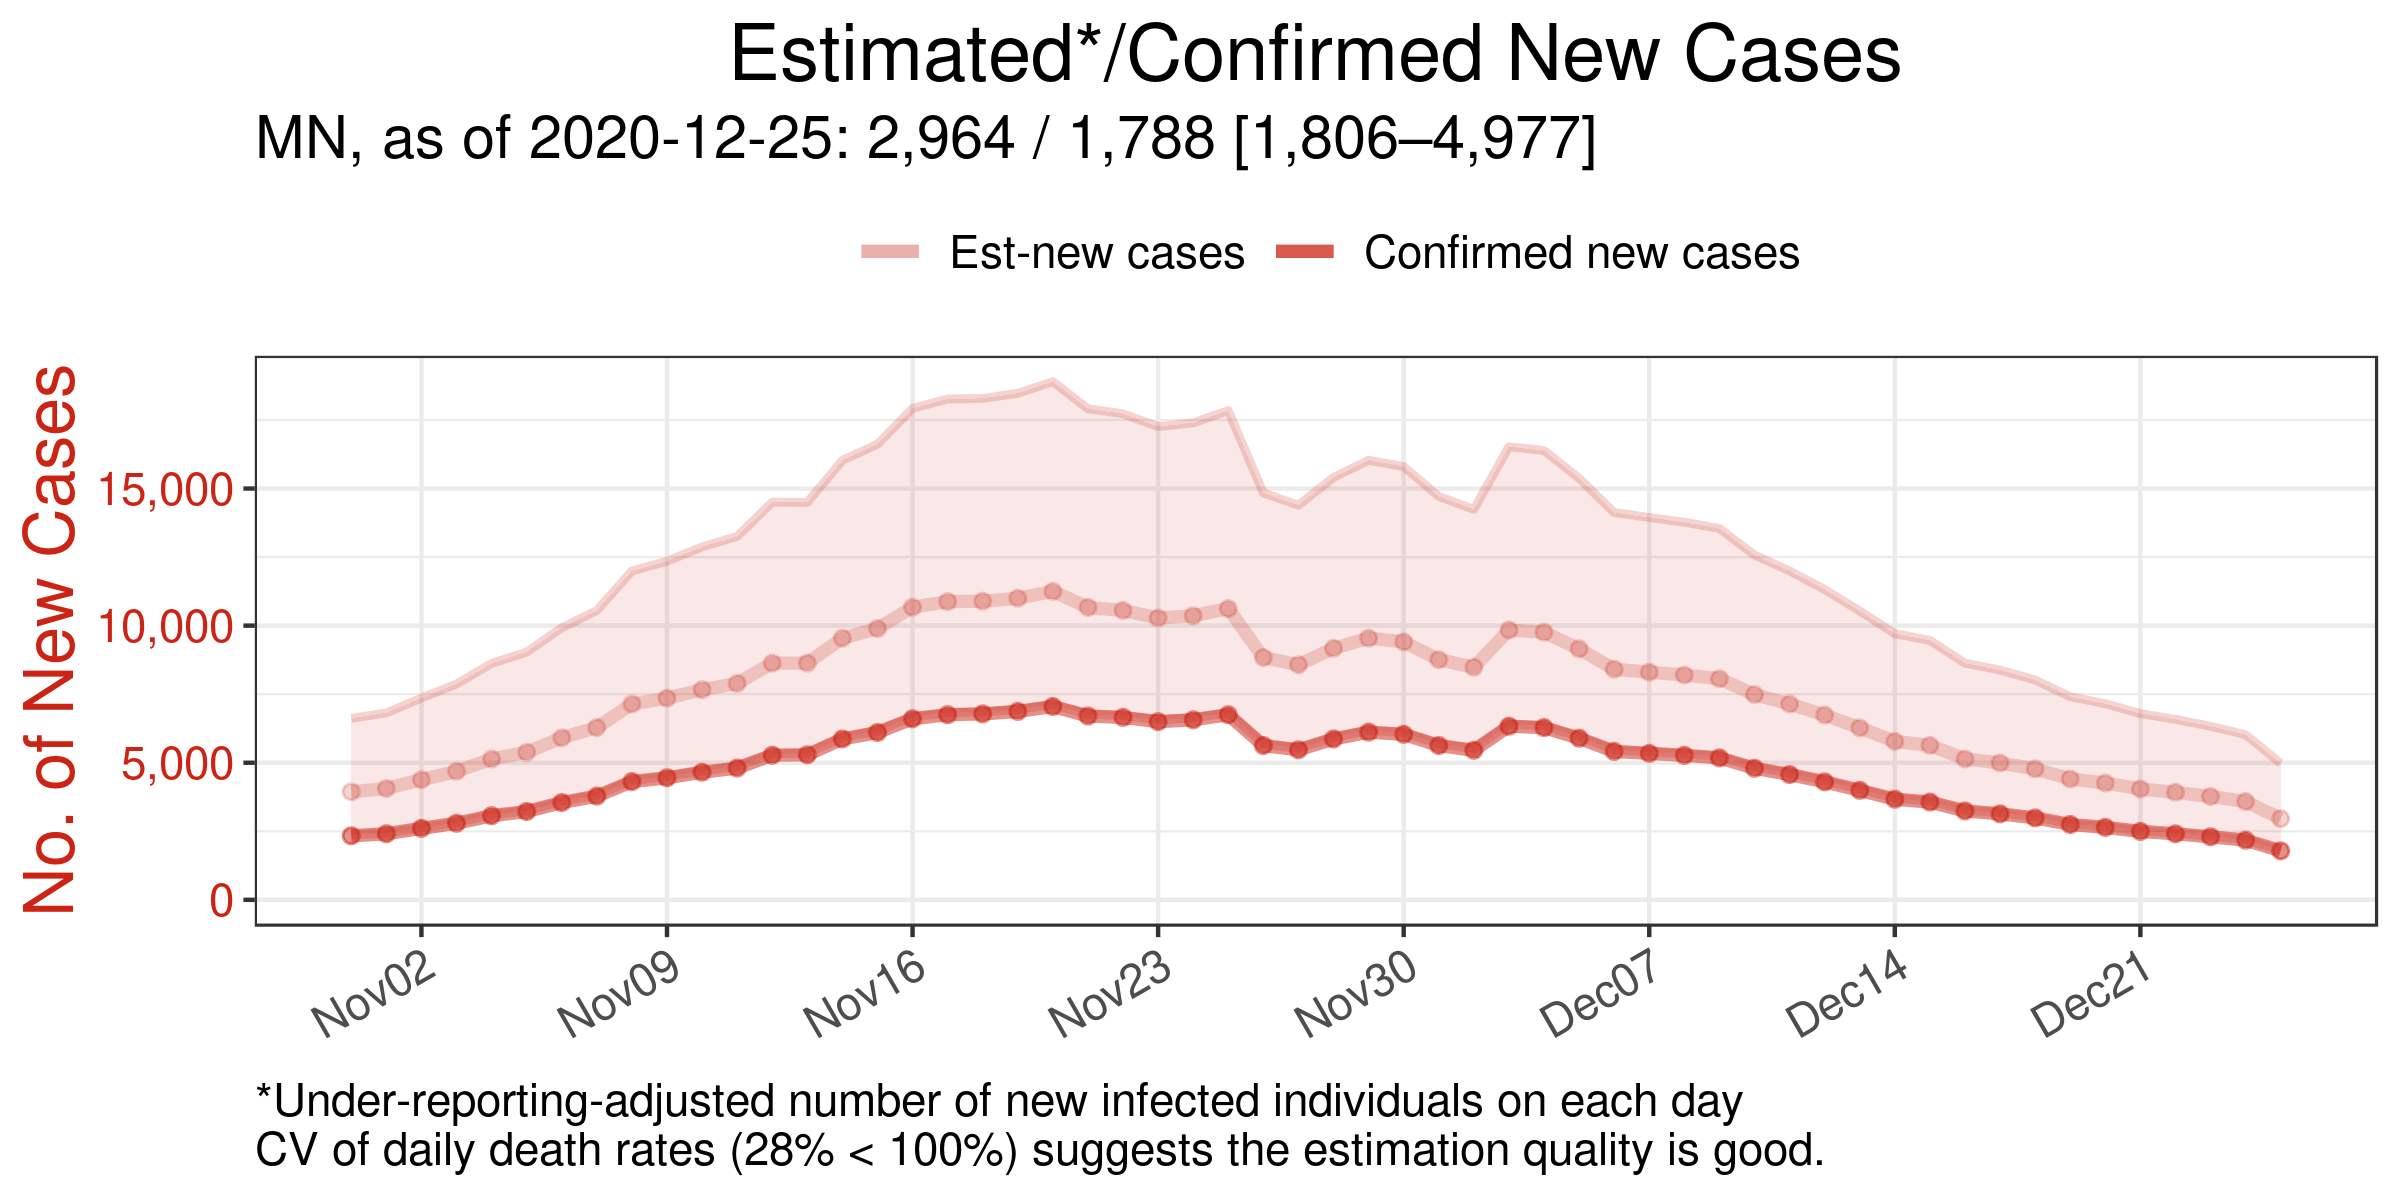 Estimated*/Confirmed New Cases
MN, as of 2020-12-25: 2,964 / 1,788 [1,806–4,977]
Est-new cases Confirmed new cases
No. of New Cases
15,000
10,000
5,000
0
Nov02 Nov09 Nov16 Nov23 Nov30 Dec07 Dec14 Dec21
*Under-reporting-adjusted number of new infected individuals on each day
CV of daily death rates (28% < 100%) suggests the estimation quality is good.